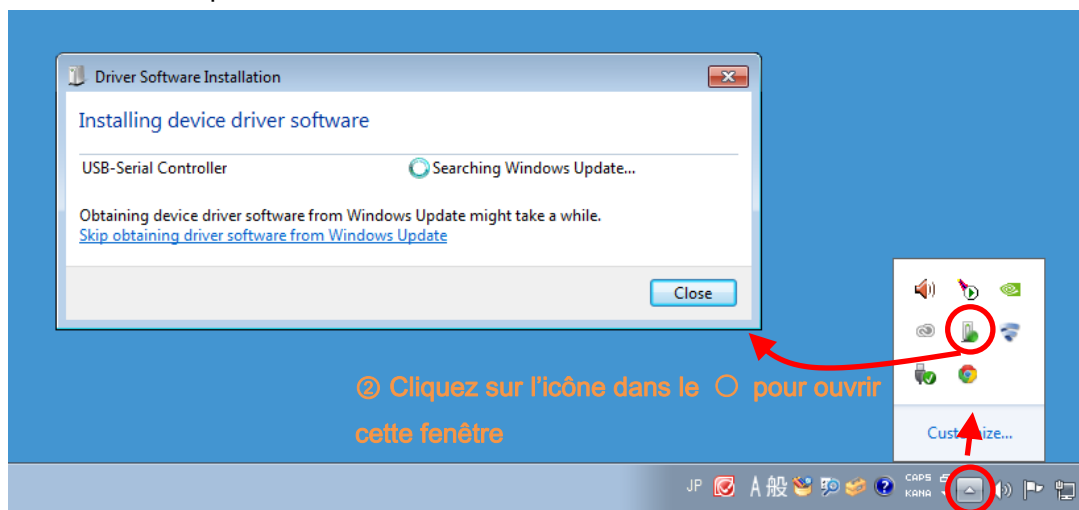 Driver Software Installation
Installing device driver software
USB-Serial Controller Searching Windows Update...
Obtaining device driver software from Windows Update might take a while.
Skip obtaining driver software from Windows Update
Close
② Cliquez sur l'icône dans le ○ pour ouvrir
cette fenêtre
JP A 般 CAPS
KANA